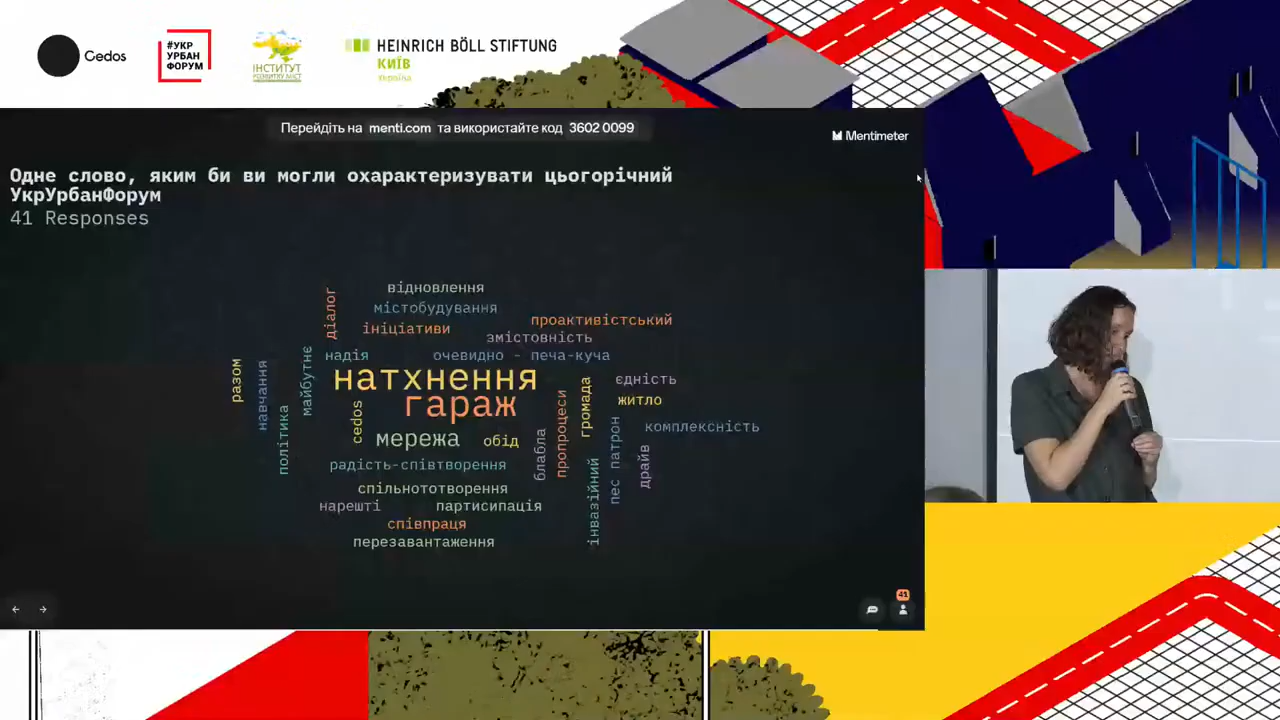 Cedos
#УКР
УРБАН
ФОРУМ
ІНСТИТУТ
РОЗВИТКУ МІСТ
HEINRICH BÖLL STIFTUNG
КИЇВ
Україна
Перейдіть на menti.com та використайте код 3602 0099
Mentimeter
Одне слово, яким би ви могли охарактеризувати цьогорічний
УкрУрбанФорум
41 Responses
відновлення
діалог
містобудування
проактивістський
ініціативи
змістовність
надія
очевидно - печа-куча
майбутнє
разом
навчання
натхнення
єдність
гараж
житло
cedos
політика
громада
пропроцеси
комплексність
мережа
обід
блабла
пес патрон
драйв
радість-співтворення
інвазійний
спільнототворення
нарешті
партисипація
співпраця
перезавантаження
41